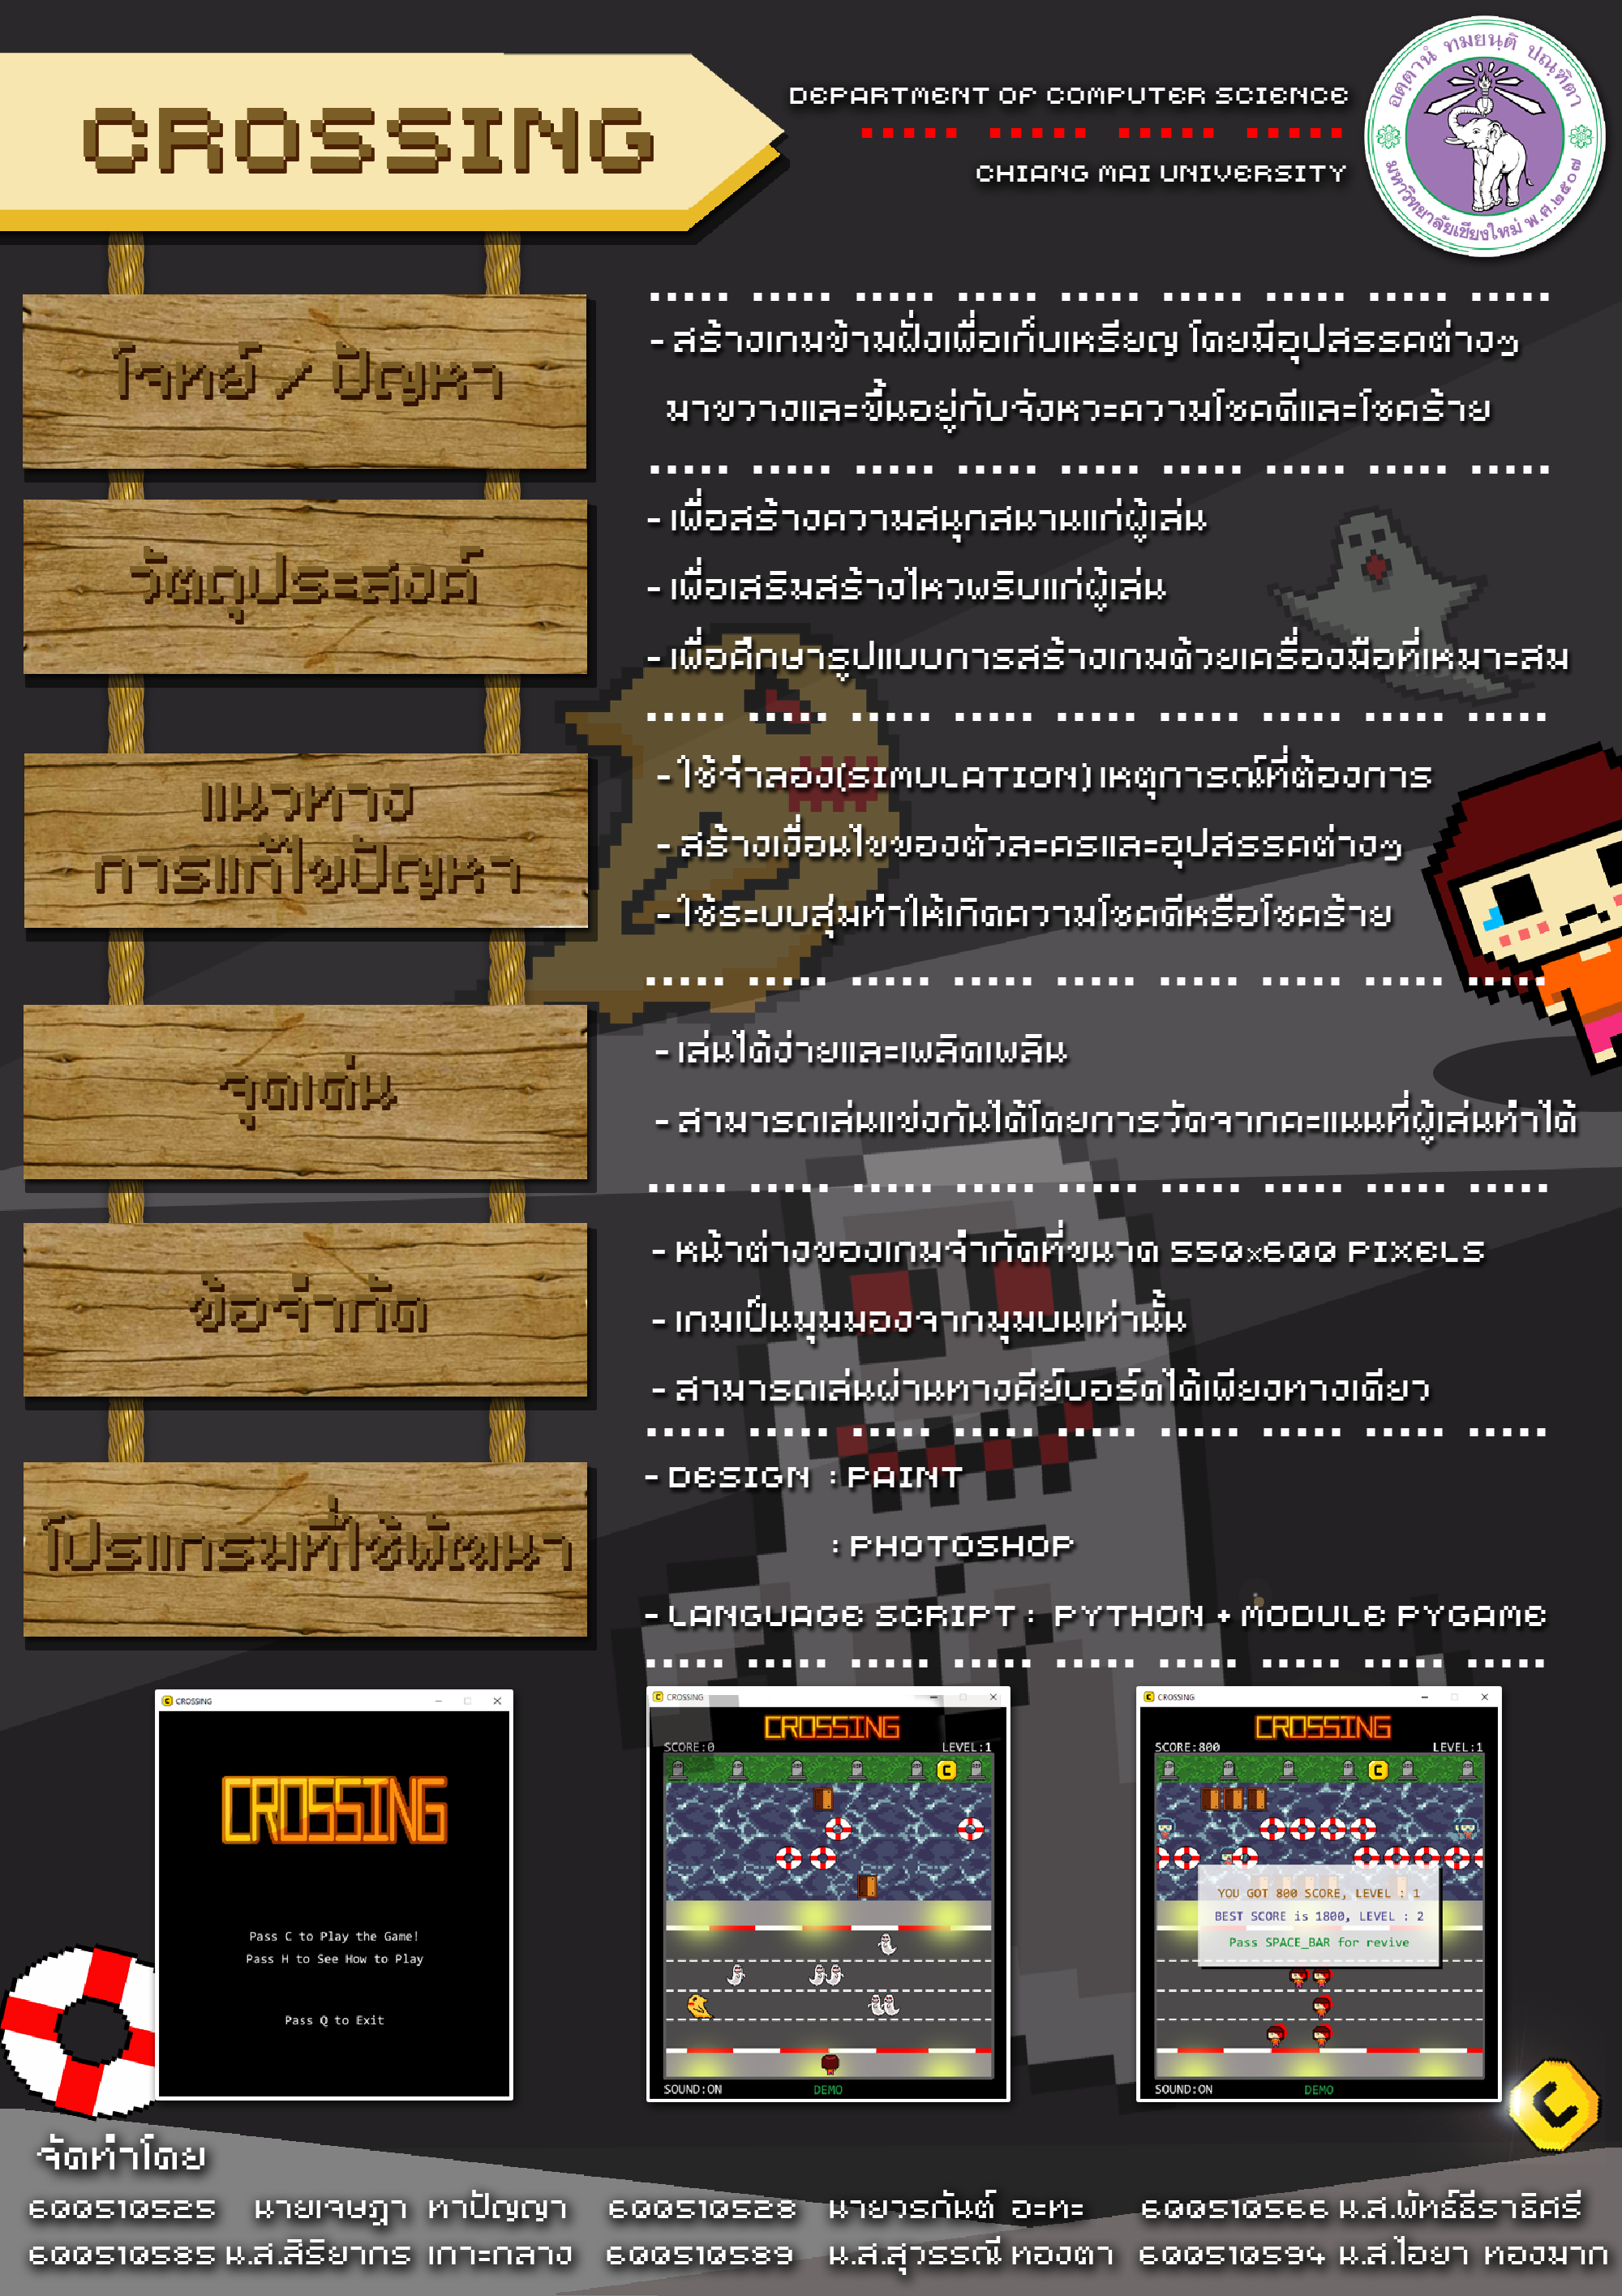 CROSSING
DEPARTMENT OF COMPUTER SCIENCE
CHIANG MAI UNIVERSITY
อตฺตานํ ทมยนฺติ ปณฺฑิตา
มหาวิทยาลัยเชียงใหม่ พ.ศ.๒๕๐๗
โจทย์ / ปัญหา
- สร้างเกมข้ามฝั่งเพื่อเก็บเหรียญ โดยมีอุปสรรคต่างๆ
มาขวางและขึ้นอยู่กับจังหวะความโชคดีและโชคร้าย
วัตถุประสงค์
- เพื่อสร้างความสนุกสนานแก่ผู้เล่น
- เพื่อเสริมสร้างไหวพริบแก่ผู้เล่น
- เพื่อศึกษารูปแบบการสร้างเกมด้วยเครื่องมือที่เหมาะสม
แนวทาง
การแก้ไขปัญหา
- ใช้จำลอง(SIMULATION) เหตุการณ์ที่ต้องการ
- สร้างเงื่อนไขของตัวละครและอุปสรรคต่างๆ
- ใช้ระบบสุ่มทำให้เกิดความโชคดีหรือโชคร้าย
จุดเด่น
- เล่นได้ง่ายและเพลิดเพลิน
- สามารถเล่นแข่งกันได้โดยการวัดจากคะแนนที่ผู้เล่นทำได้
ข้อจำกัด
- หน้าต่างของเกมจำกัดที่ขนาด 550x600 PIXELS
- เกมเป็นมุมมองจากมุมบนเท่านั้น
- สามารถเล่นผ่านทางคีย์บอร์ดได้เพียงทางเดียว
โปรแกรมที่ใช้พัฒนา
- DESIGN : PAINT
: PHOTOSHOP
- LANGUAGE SCRIPT : PYTHON + MODULE PYGAME
CROSSING
CROSSING
Pass C to Play the Game!
Pass H to See How to Play
Pass Q to Exit
CROSSING
CROSSING
SCORE:0 LEVEL:1
C
SOUND:ON DEMO
CROSSING
CROSSING
SCORE:800 LEVEL:1
C
YOU GOT 800 SCORE, LEVEL : 1
BEST SCORE is 1800, LEVEL : 2
Pass SPACE_BAR for revive
SOUND:ON DEMO
C
จัดทำโดย
600510525 นายเจษฎา ทาปัญญา 600510528 นายวรกันต์ อะทะ 600510566 น.ส.พัทธ์ธีราธิศรี
600510585 น.ส.สิริยากร เกาะกลาง 600510589 น.ส.สุวรรณี ทองตา 600510594 น.ส.ไอยา ทองมาก